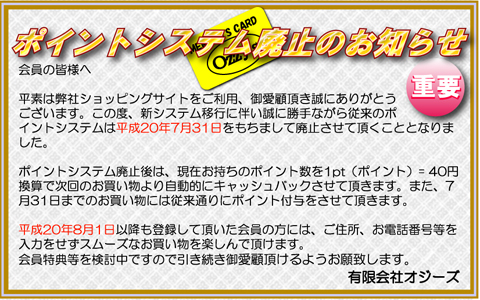 ポイントシステム廃止のお知らせ
会員の皆様へ
重要
平素は弊社ショッピングサイトをご利用、御愛顧頂き誠にありがとう
ございます。この度、新システム移行に伴い誠に勝手ながら従来のポ
イントシステムは平成20年7月31日をもちまして廃止させて頂くこととなりま
した。
ポイントシステム廃止後は、現在お持ちのポイント数を1pt（ポイント）= 40円
換算で次回のお買い物より自動的にキャッシュバックさせて頂きます。また、7
月31日までのお買い物には従来通りにポイント付与をさせて頂きます。
平成20年8月1日以降も登録して頂いた会員の方には、ご住所、お電話番号等を
入力をせずスムーズなお買い物を楽しんで頂けます。
会員特典等を検討中ですので引き続き御愛顧頂けるようお願致します。
有限会社オジーズ